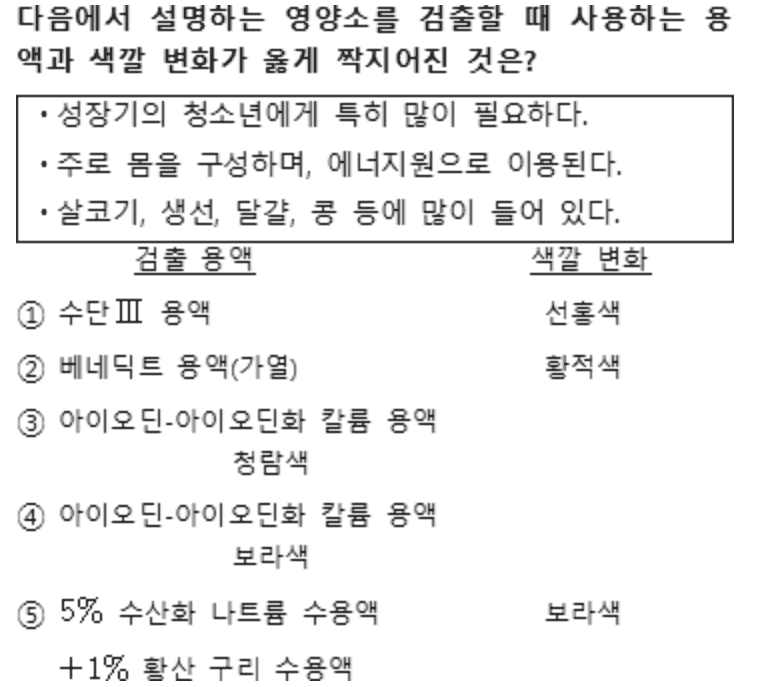 다음에서 설명하는 영양소를 검출할 때 사용하는 용
액과 색깔 변화가 옳게 짝지어진 것은?
• 성장기의 청소년에게 특히 많이 필요하다.
• 주로 몸을 구성하며, 에너지원으로 이용된다.
• 살코기, 생선, 달걀, 콩 등에 많이 들어 있다.
검출 용액 색깔 변화
① 수단Ⅲ 용액 선홍색
② 베네딕트 용액(가열) 황적색
③ 아이오딘-아이오딘화 칼륨 용액
청람색
④ 아이오딘-아이오딘화 칼륨 용액
보라색
⑤ 5% 수산화 나트륨 수용액 보라색
+1% 황산 구리 수용액